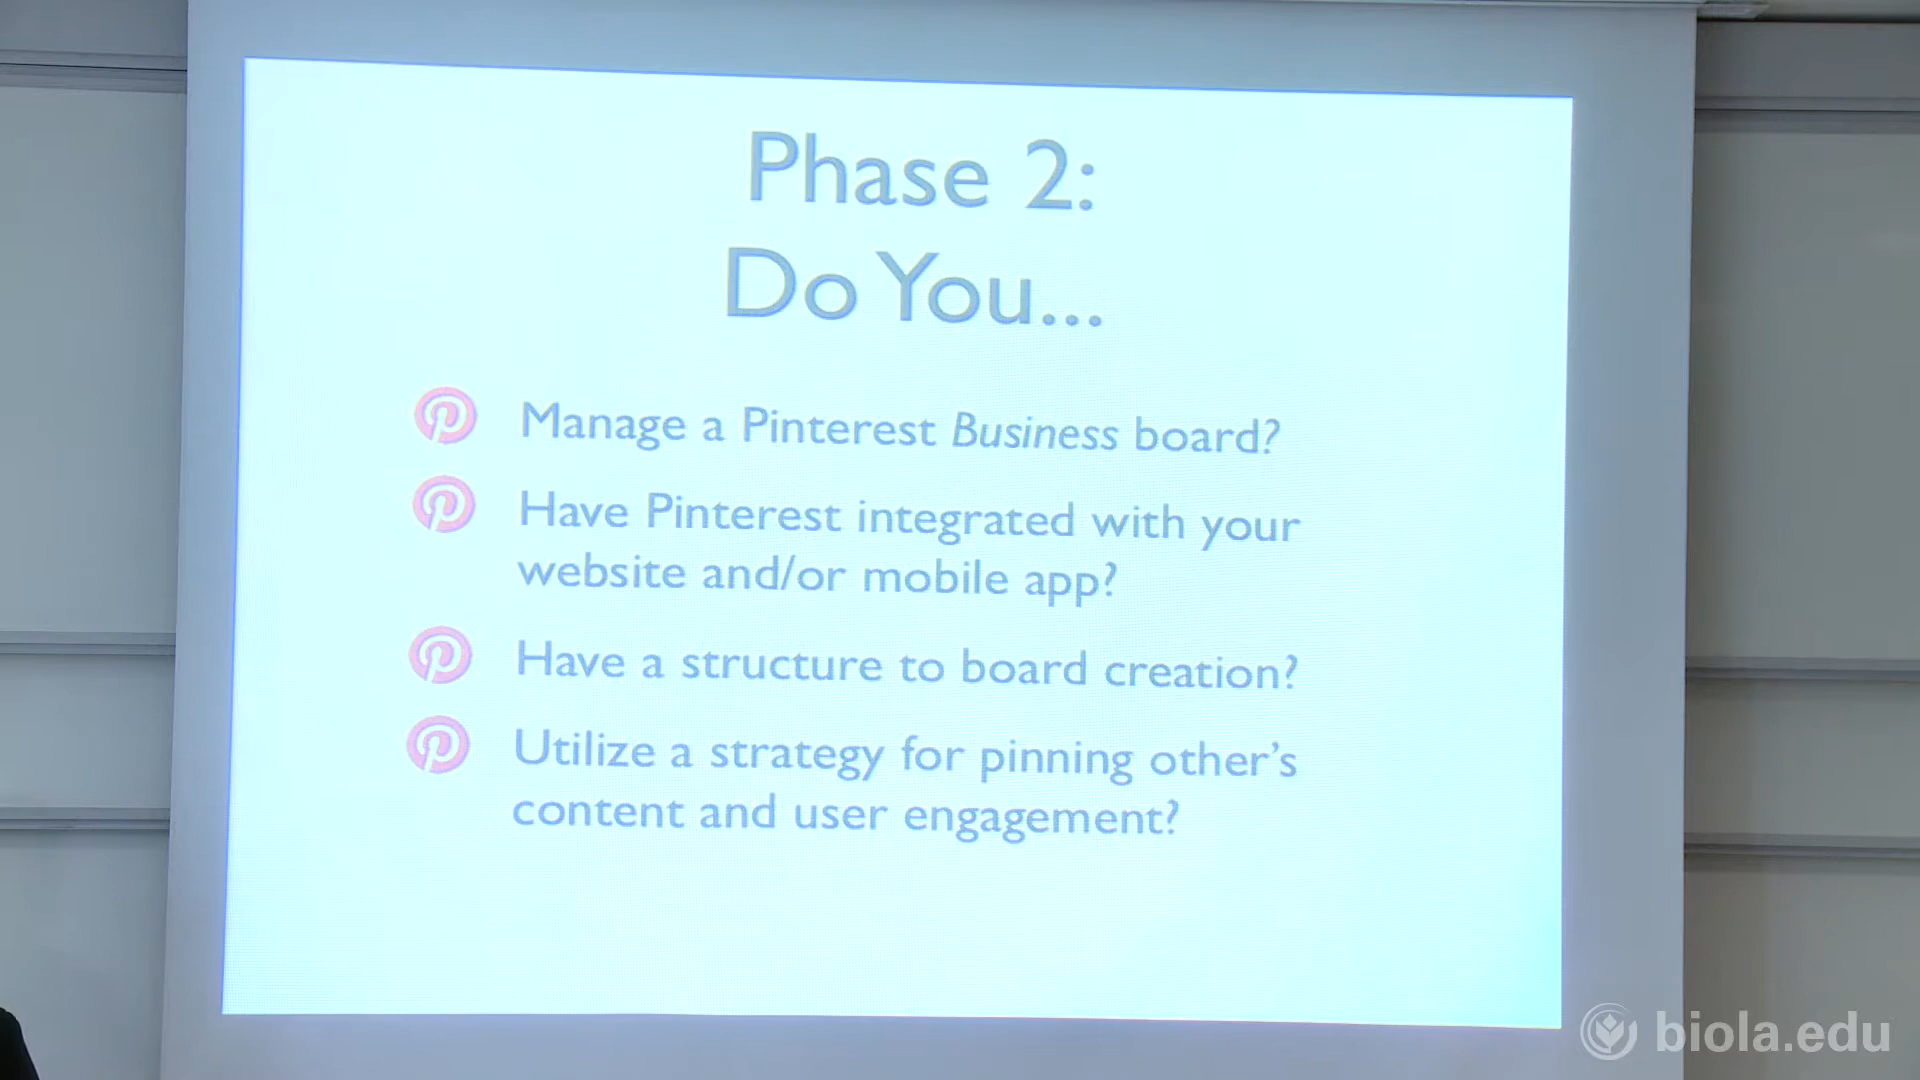 Phase 2:
Do You...
Manage a Pinterest Business board?
Have Pinterest integrated with your
website and/or mobile app?
Have a structure to board creation?
Utilize a strategy for pinning other's
content and user engagement?
biola.edu